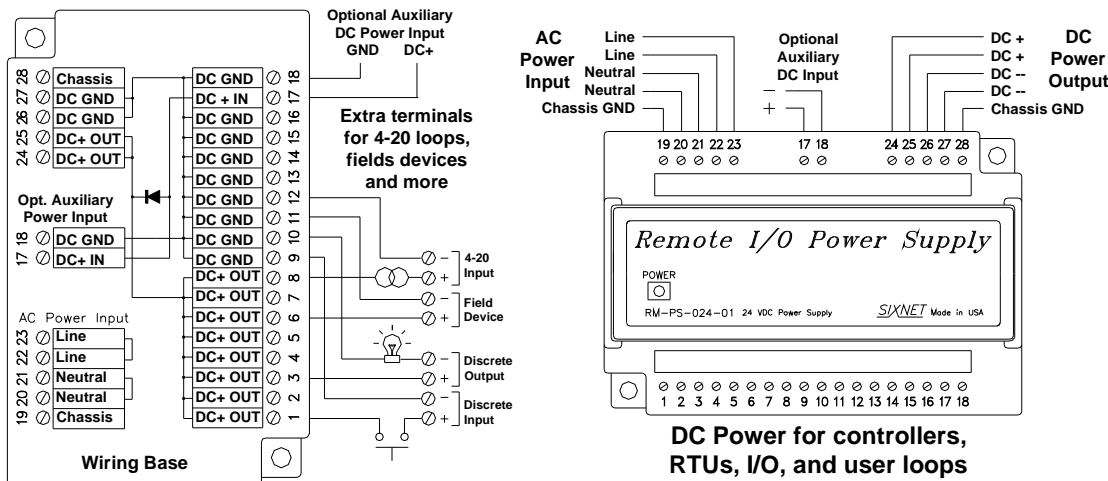 Optional Auxiliary
DC Power Input
GND DC+
28 Chassis
27 DC GND
26 DC GND
25 DC+ OUT
24 DC+ OUT
Opt. Auxiliary
Power Input
18 DC GND
17 DC+ IN
AC Power Input
23 Line
22 Line
21 Neutral
20 Neutral
19 Chassis
DC GND 18
DC + IN 17
DC GND 16
DC GND 15
DC GND 14
DC GND 13
DC GND 12
DC GND 11
DC GND 10
DC GND 9
DC+ OUT 8
DC+ OUT 7
DC+ OUT 6
DC+ OUT 5
DC+ OUT 4
DC+ OUT 3
DC+ OUT 2
DC+ OUT 1
Extra terminals
for 4-20 loops,
fields devices
and more
- 4-20
+ Input
- Field
+ Device
- Discrete
+ Output
- Discrete
+ Input
Wiring Base
AC
Power
Input
Line
Line
Neutral
Neutral
Chassis GND
Optional
Auxiliary
DC Input
-
+
DC +
DC +
DC --
DC --
Chassis GND
DC
Power
Output
19 20 21 22 23 17 18 24 25 26 27 28
Remote I/O Power Supply
POWER
RM-PS-024-01 24 VDC Power Supply SIXNET Made in USA
1 2 3 4 5 6 7 8 9 10 11 12 13 14 15 16 17 18
DC Power for controllers,
RTUs, I/O, and user loops